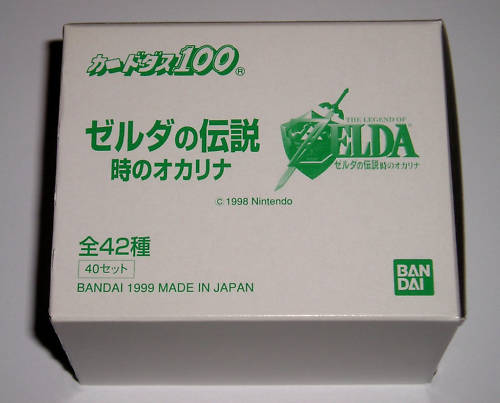 カードダス100®
ゼルダの伝説
時のオカリナ
THE LEGEND OF
ZELDA
ゼルダの伝説 時のオカリナ
© 1998 Nintendo
全42種
40セット
BANDAI 1999 MADE IN JAPAN
BAN
DAI